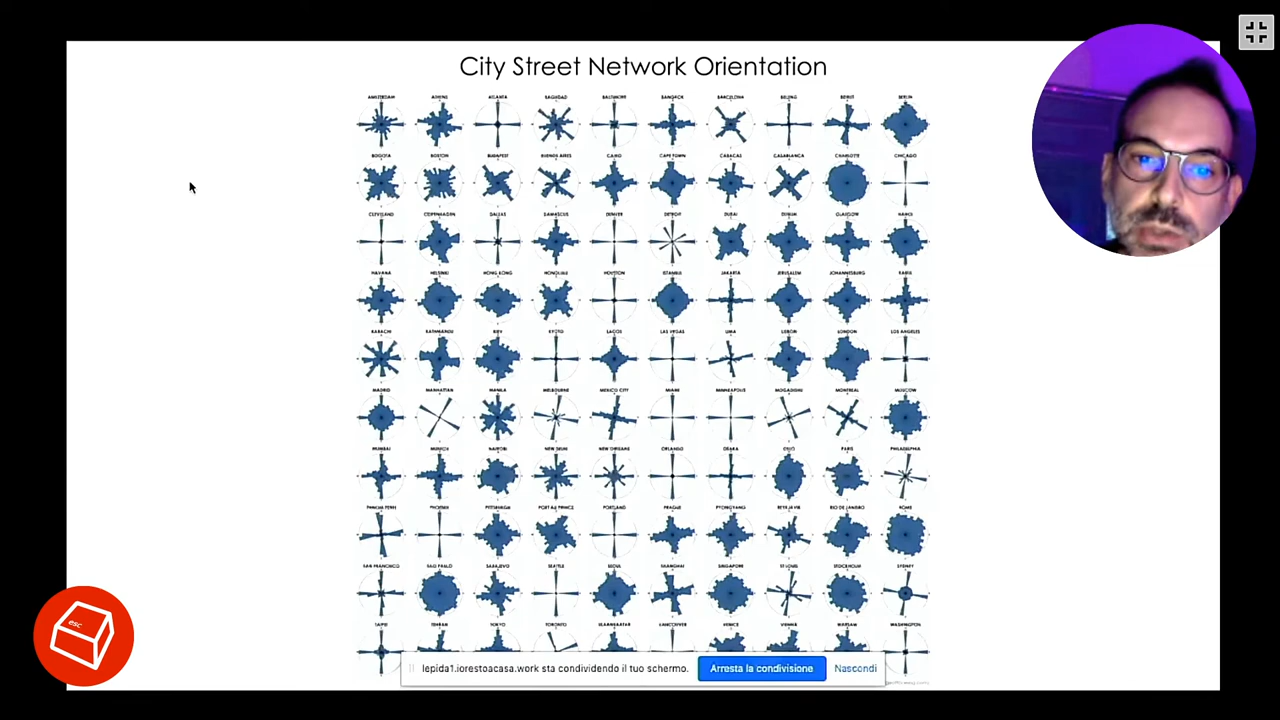 City Street Network Orientation
AMSTERDAM ATHENS ATLANTA BAGHDAD BALTIMORE BANGKOK BARCELONA BEIJING BEIRUT BERLIN
BOGOTA BOSTON BUDAPEST BUENOS AIRES CAIRO CAPE TOWN CARACAS CASABLANCA CHARLOTTE CHICAGO
CLEVELAND COPENHAGEN DALLAS DAMASCUS DENVER DETROIT DUBAI DUBLIN GLASGOW HANOI
HAVANA HELSINKI HONG KONG HONOLULU HOUSTON ISTANBUL JAKARTA JERUSALEM JOHANNESBURG KABUL
KARACHI KATHMANDU KIEV KYOTO LAGOS LAS VEGAS LIMA LISBON LONDON LOS ANGELES
MADRID MANHATTAN MANILA MELBOURNE MEXICO CITY MIAMI MINNEAPOLIS MOGADISHU MONTREAL MOSCOW
MUMBAI MUNICH NAIROBI NEW DELHI NEW ORLEANS ORLANDO OSAKA OSLO PARIS PHILADELPHIA
PHNOM PENH PHOENIX PITTSBURGH PORT AU PRINCE PORTLAND PRAGUE PYONGYANG REYKJAVIK RIO DE JANEIRO ROME
SAN FRANCISCO SAO PAULO SARAJEVO SEATTLE SEOUL SHANGHAI SINGAPORE ST LOUIS STOCKHOLM SYDNEY
TAIPEI TEHRAN TOKYO TORONTO ULAANBAATAR VANCOUVER VENICE VIENNA WARSAW WASHINGTON
esc
lepida1.iorestoacasa.work sta condividendo il tuo schermo. Arresta la condivisione Nascondi